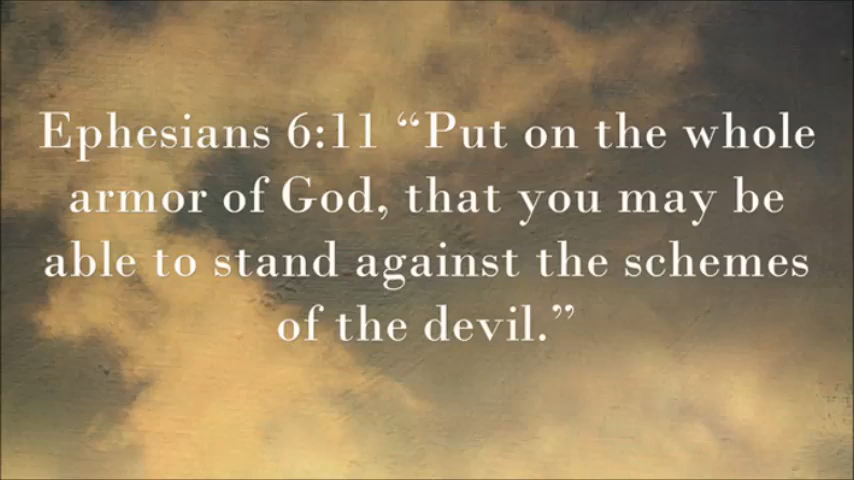 Ephesians 6:11 “Put on the whole
armor of God, that you may be
able to stand against the schemes
of the devil.”